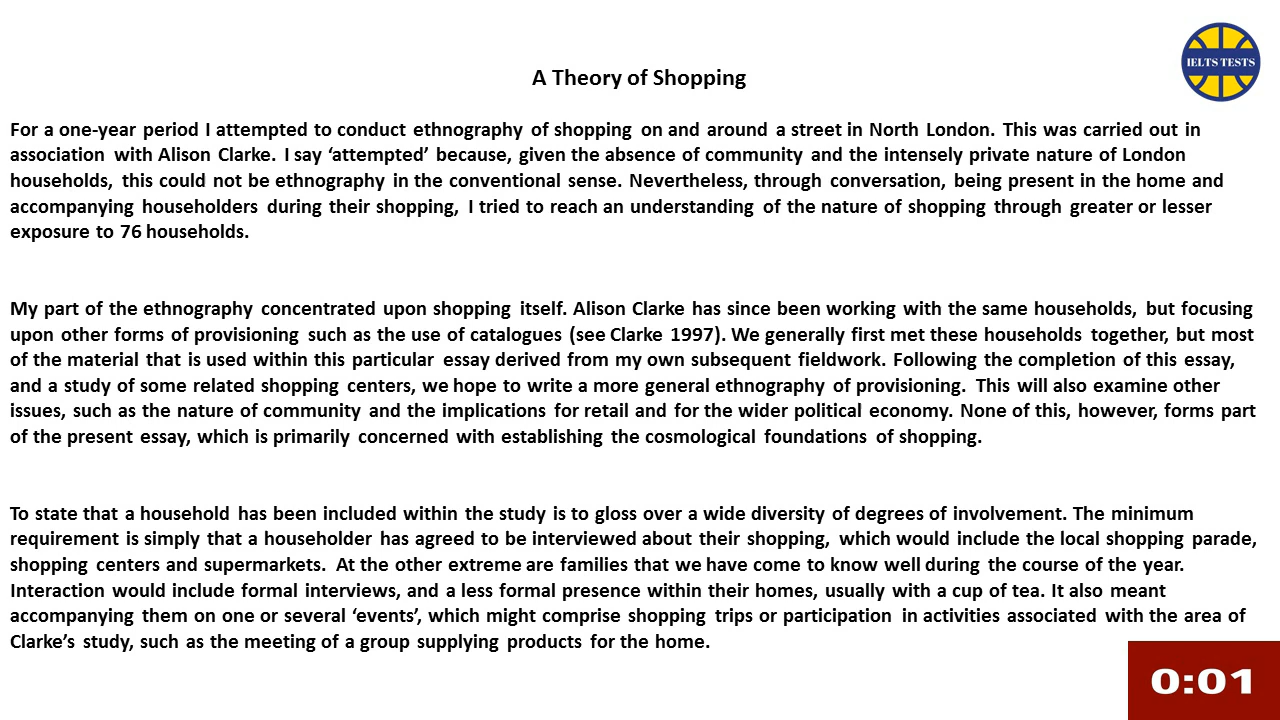 IELTS TESTS
A Theory of Shopping
For a one-year period I attempted to conduct ethnography of shopping on and around a street in North London. This was carried out in
association with Alison Clarke. I say ‘attempted’ because, given the absence of community and the intensely private nature of London
households, this could not be ethnography in the conventional sense. Nevertheless, through conversation, being present in the home and
accompanying householders during their shopping, I tried to reach an understanding of the nature of shopping through greater or lesser
exposure to 76 households.
My part of the ethnography concentrated upon shopping itself. Alison Clarke has since been working with the same households, but focusing
upon other forms of provisioning such as the use of catalogues (see Clarke 1997). We generally first met these households together, but most
of the material that is used within this particular essay derived from my own subsequent fieldwork. Following the completion of this essay,
and a study of some related shopping centers, we hope to write a more general ethnography of provisioning. This will also examine other
issues, such as the nature of community and the implications for retail and for the wider political economy. None of this, however, forms part
of the present essay, which is primarily concerned with establishing the cosmological foundations of shopping.
To state that a household has been included within the study is to gloss over a wide diversity of degrees of involvement. The minimum
requirement is simply that a householder has agreed to be interviewed about their shopping, which would include the local shopping parade,
shopping centers and supermarkets. At the other extreme are families that we have come to know well during the course of the year.
Interaction would include formal interviews, and a less formal presence within their homes, usually with a cup of tea. It also meant
accompanying them on one or several ‘events’, which might comprise shopping trips or participation in activities associated with the area of
Clarke’s study, such as the meeting of a group supplying products for the home.
0:01